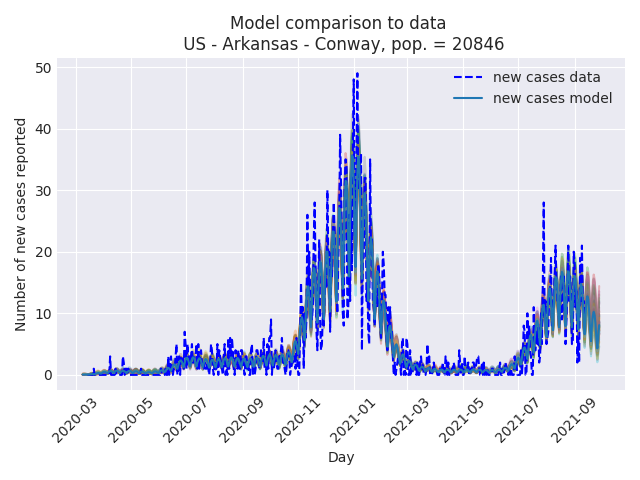 Model comparison to data
US - Arkansas - Conway, pop. = 20846
new cases data
new cases model
Number of new cases reported
50
40
30
20
10
0
2020-03
2020-05
2020-07
2020-09
2020-11
2021-01
2021-03
2021-05
2021-07
2021-09
Day